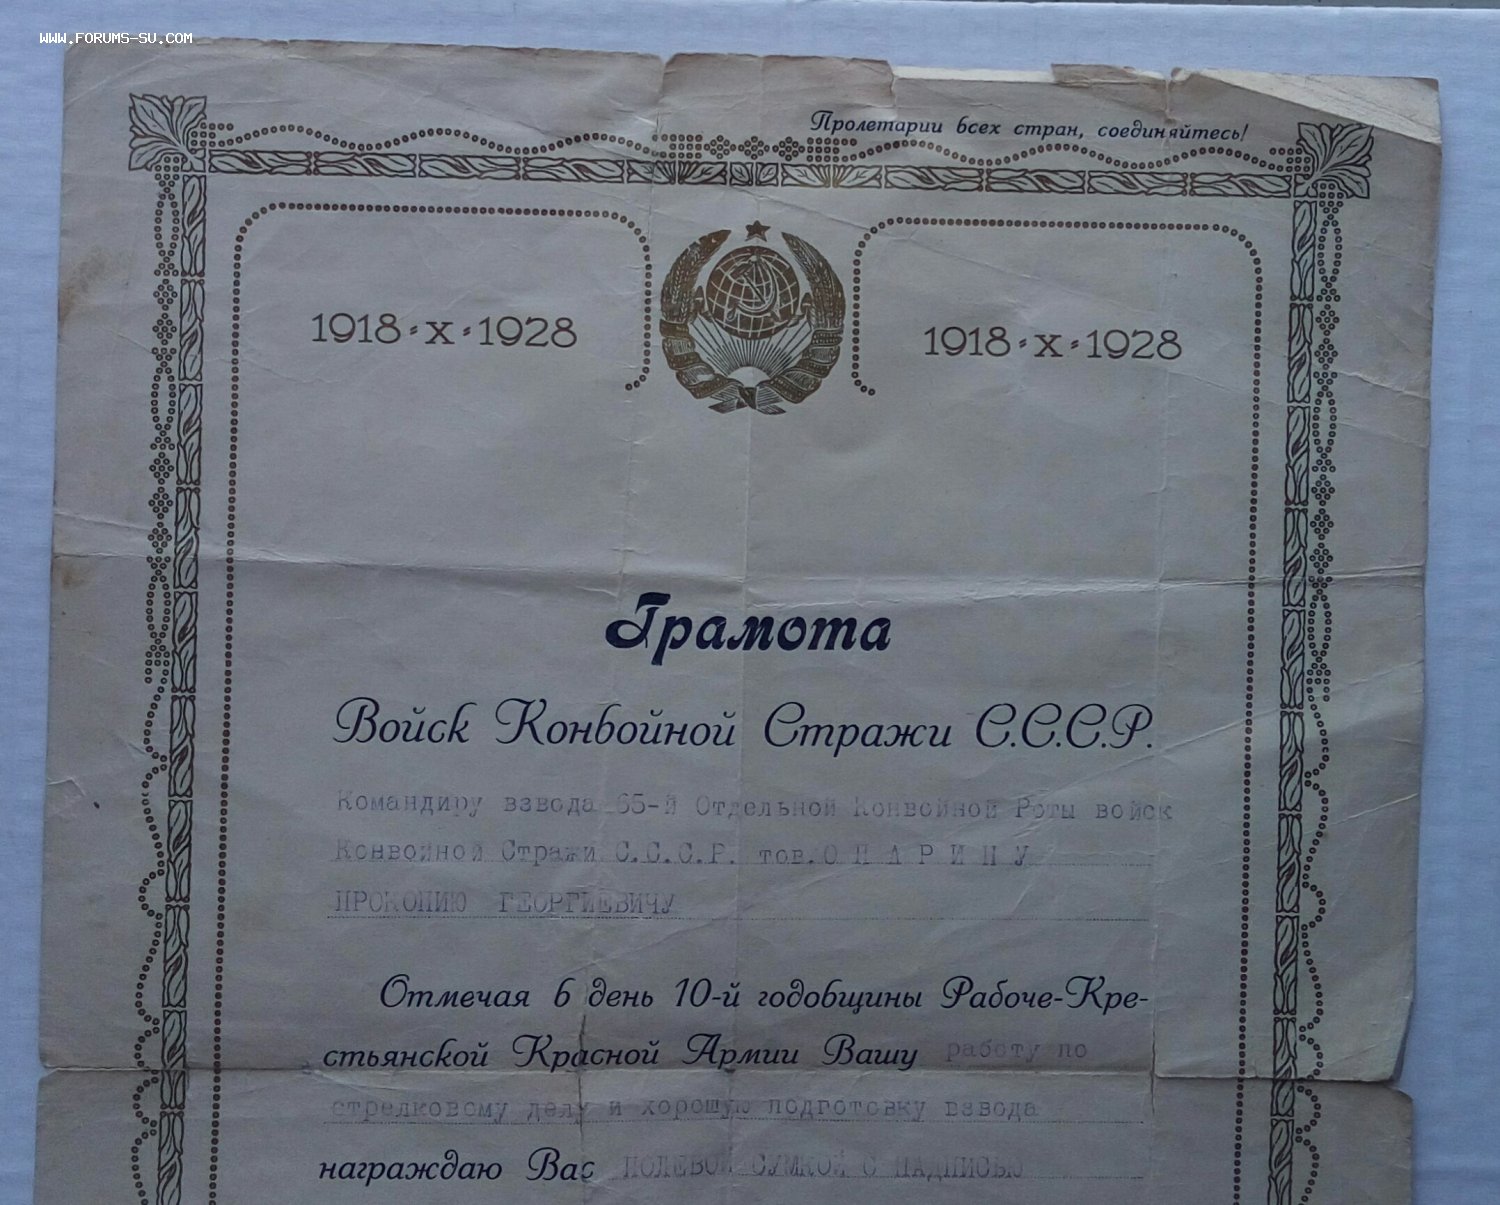 WWW.FORUMS-SU.COM
Пролетарии всех стран, соединяйтесь!
1918·X·1928
1918·X·1928
Грамота
Войск Конвойной Стражи С.С.С.Р.
Командиру взвода 65-й Отдельной Конвойной Роты войск
Конвойной Стражи С.С.С.Р. тов.ОПАРИНУ
ПРОКОПИЮ ГЕОРГИЕВИЧУ
Отмечая в день 10-й годовщины Рабоче-Кре-
стьянской Красной Армии Вашу работу по
стрелковому делу и хорошую подготовку взвода
награждаю Вас ПОЛЕВОЙ СУМКОЙ С НАДПИСЬЮ